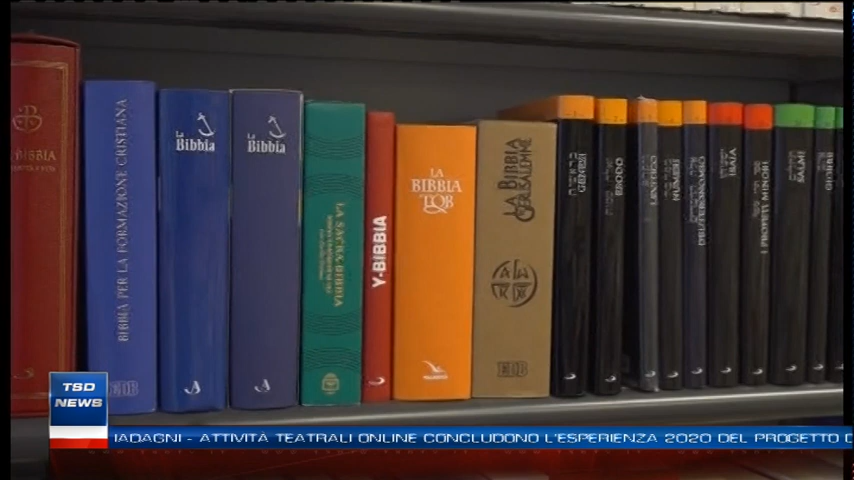 BIBBIA
BIBBIA PER LA FORMAZIONE CRISTIANA
EDB
La
Bibbia
La
Bibbia
LA SACRA BIBBIA
Y-BIBBIA
LA
BIBBIA
TOB
LA BIBBIA
DI GERUSALEMME
EDB
GENESI
ESODO
LEVITICO
NUMERI
DEUTERONOMIO
ISAIA
I PROFETI MINORI
SALMI
TSD
NEWS
IADAGNI - ATTIVITÀ TEATRALI ONLINE CONCLUDONO L'ESPERIENZA 2020 DEL PROGETTO